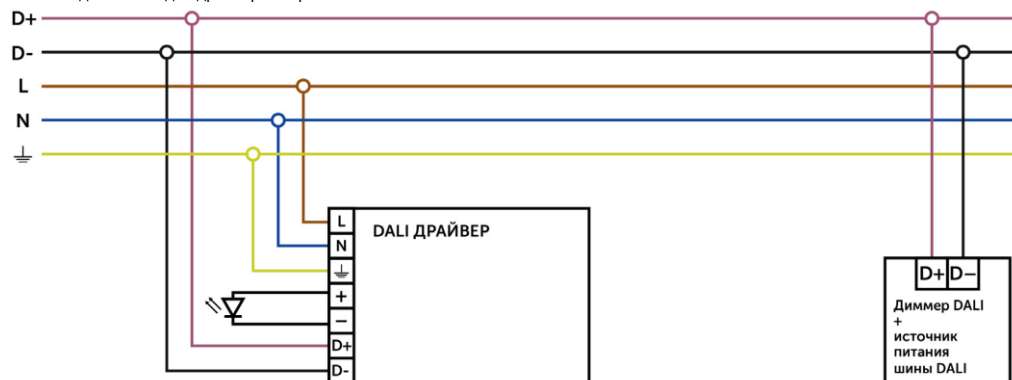 D+
D-
L
N
L
DALI ДРАЙВЕР
N
+
−
D+
D-
D+ D−
Диммер DALI
+
источник
питания
шины DALI